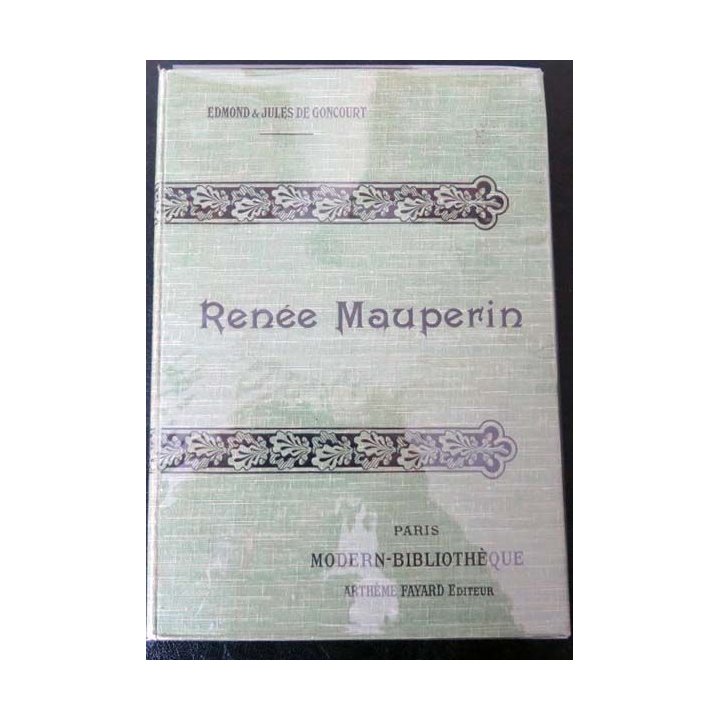 EDMOND & JULES DE GONCOURT
Renée Mauperin
PARIS
MODERN-BIBLIOTHÈQUE
ARTHÈME FAYARD EDITEUR